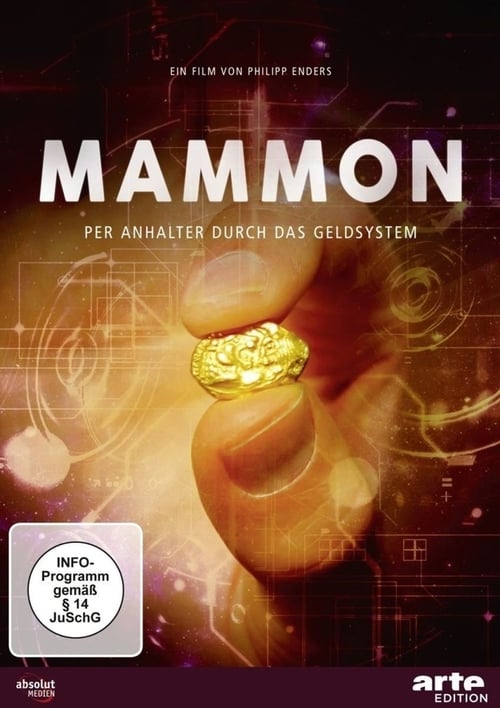 EIN FILM VON PHILIPP ENDERS
MAMMON
PER ANHALTER DURCH DAS GELDSYSTEM
INFO-
Programm
gemäß
§ 14
JuSchG
absolut
MEDIEN
arte
EDITION